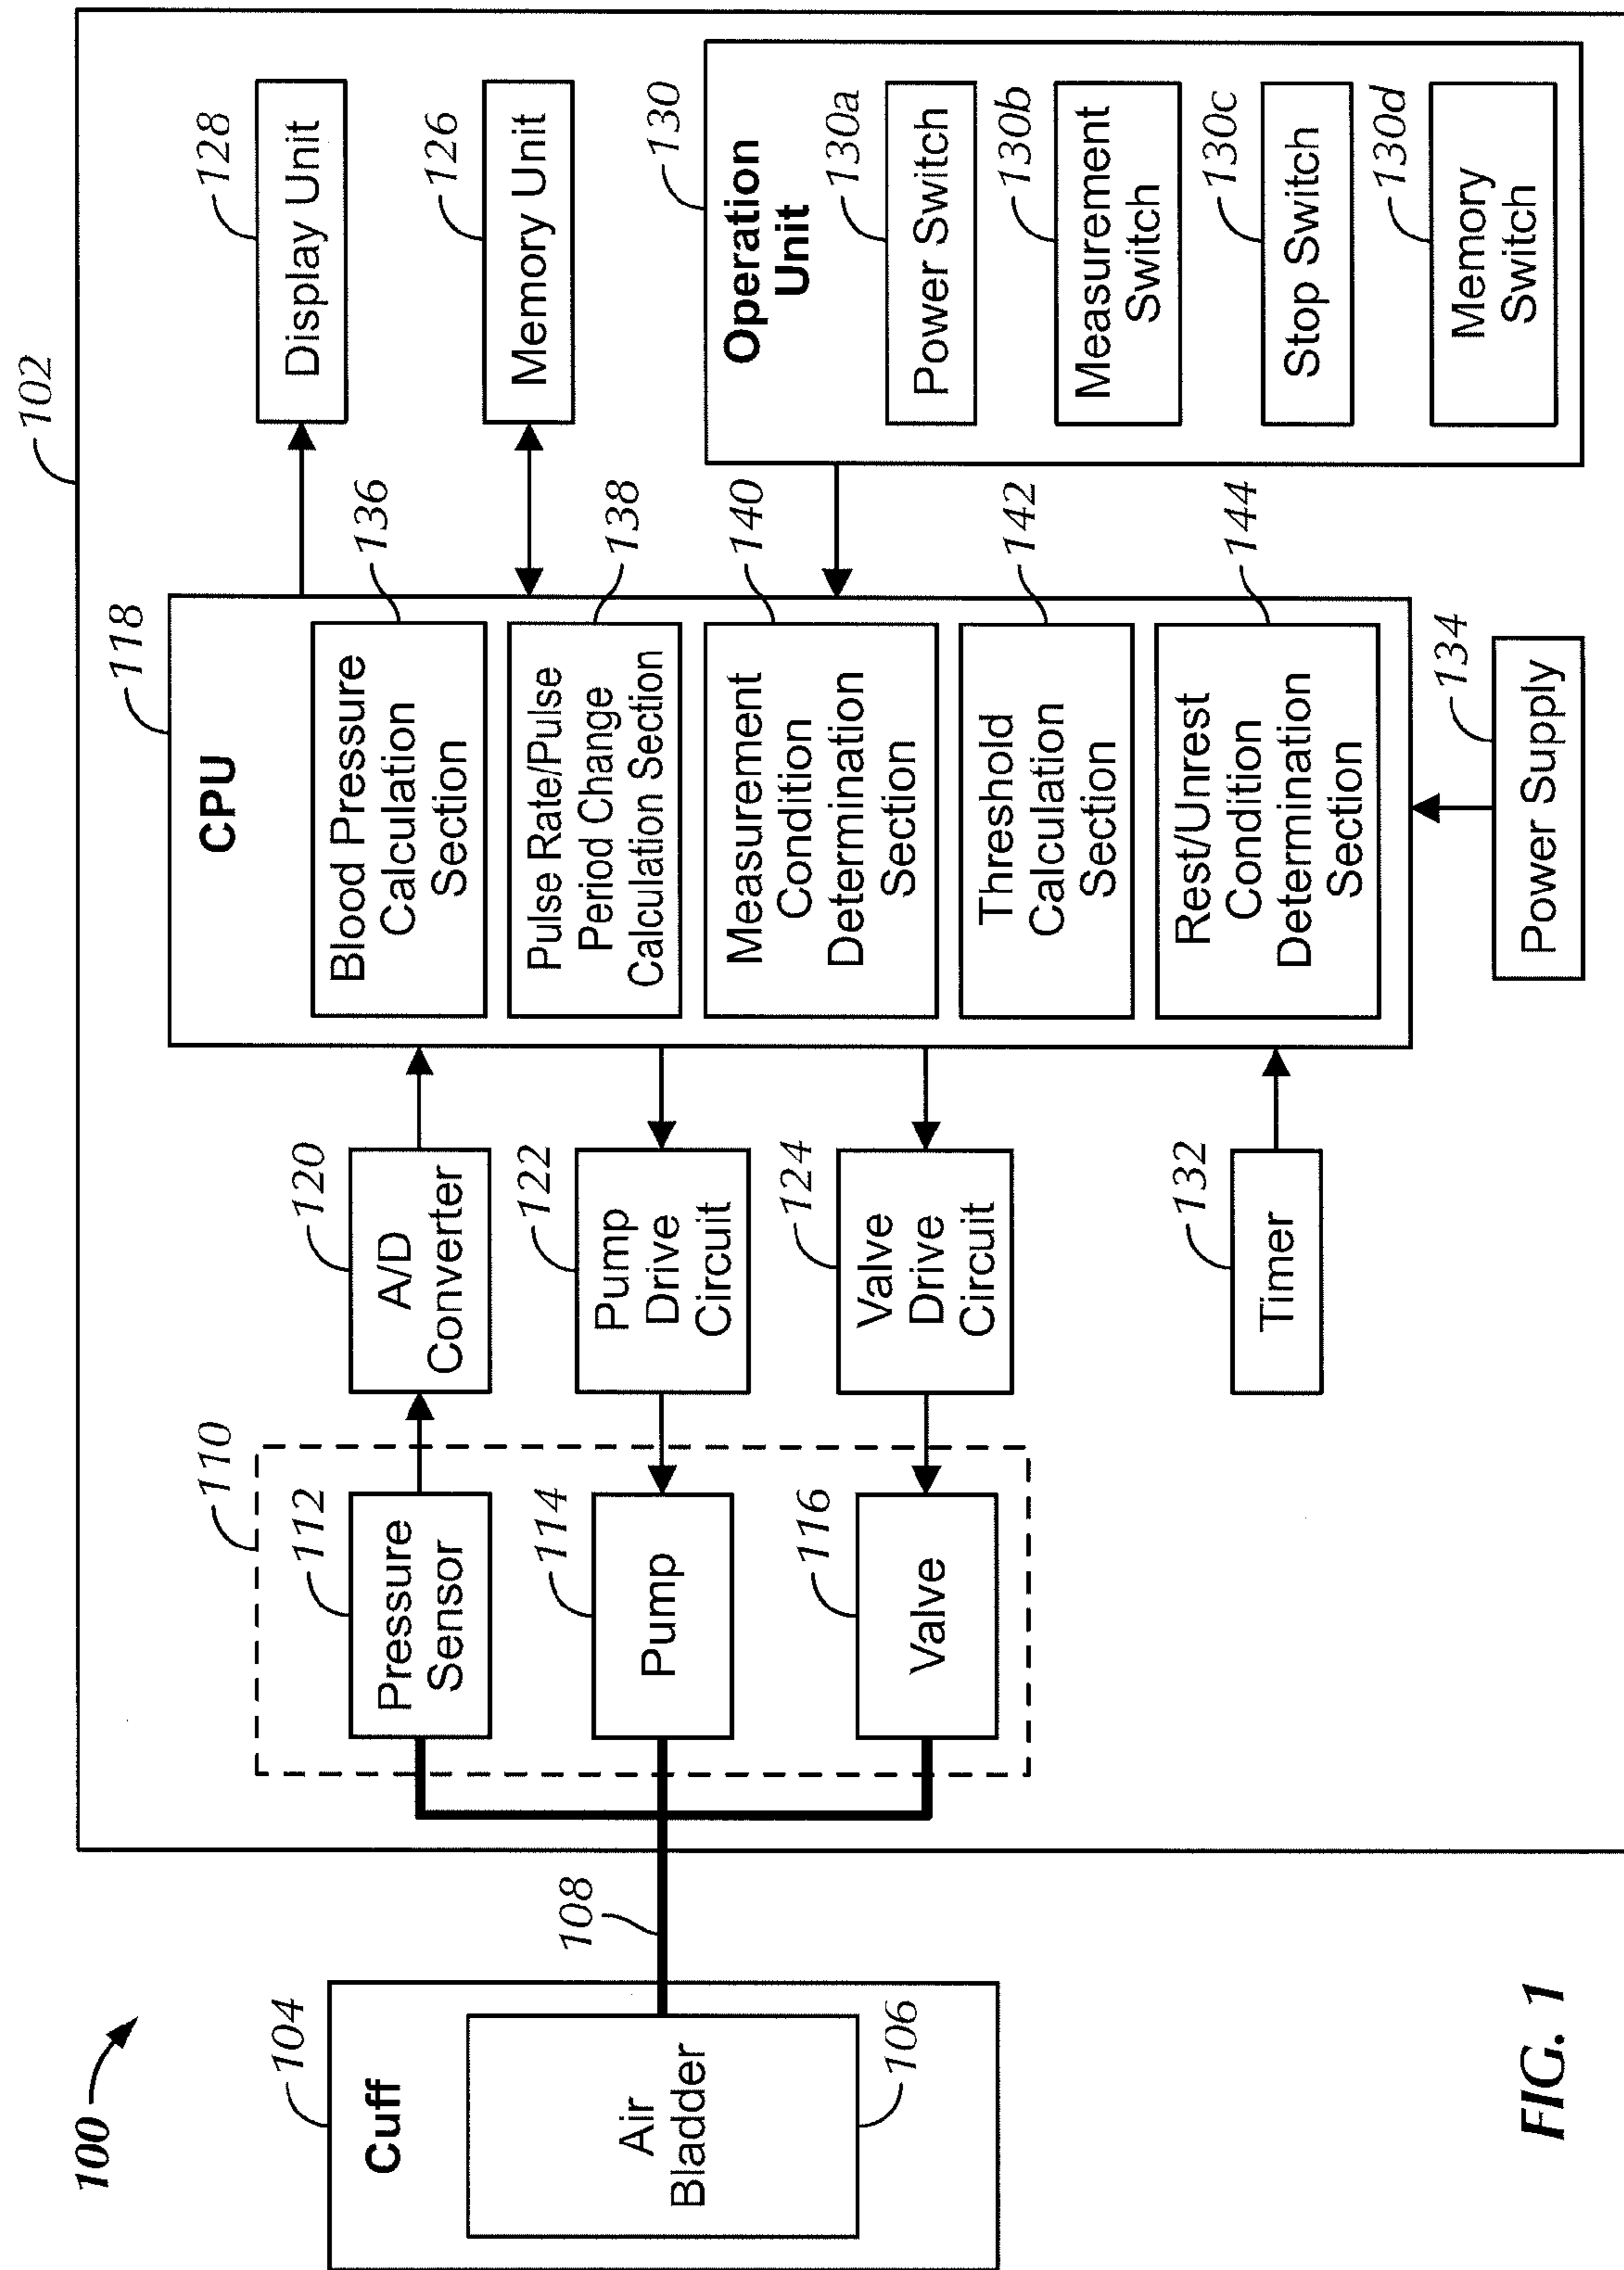 100
102
104
Cuff
Air
Bladder
106
108
110
112
Pressure
Sensor
114
Pump
116
Valve
120
A/D
Converter
122
Pump
Drive
Circuit
124
Valve
Drive
Circuit
132
Timer
118
CPU
136
Blood Pressure
Calculation
Section
138
Pulse Rate/Pulse
Period Change
Calculation Section
140
Measurement
Condition
Determination
Section
142
Threshold
Calculation
Section
144
Rest/Unrest
Condition
Determination
Section
134
Power Supply
128
Display Unit
126
Memory Unit
130
Operation
Unit
130a
Power Switch
130b
Measurement
Switch
130c
Stop Switch
130d
Memory
Switch
FIG. 1